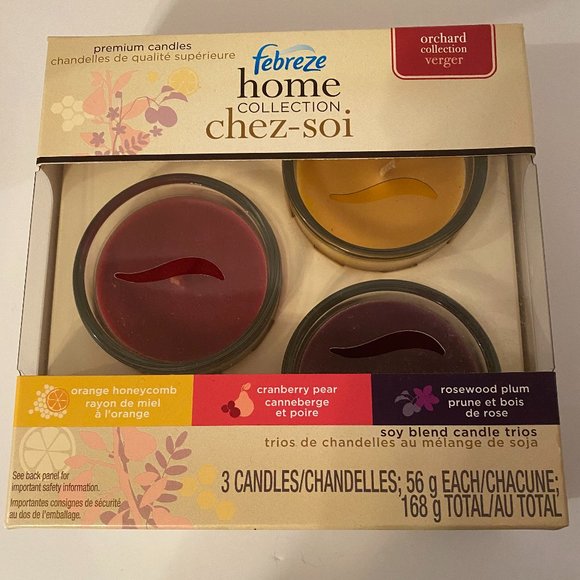 premium candles
chandelles de qualité supérieure
febreze
home
COLLECTION
chez-soi
orchard
collection
verger
orange honeycomb
rayon de miel
à l'orange
cranberry pear
canneberge
et poire
rosewood plum
prune et bois
de rose
soy blend candle trios
trios de chandelles au mélange de soja
See back panel for
important safety information.
Importantes consignes de sécurité
au dos de l'emballage.
3 CANDLES/CHANDELLES; 56 g EACH/CHACUNE;
168 g TOTAL/AU TOTAL